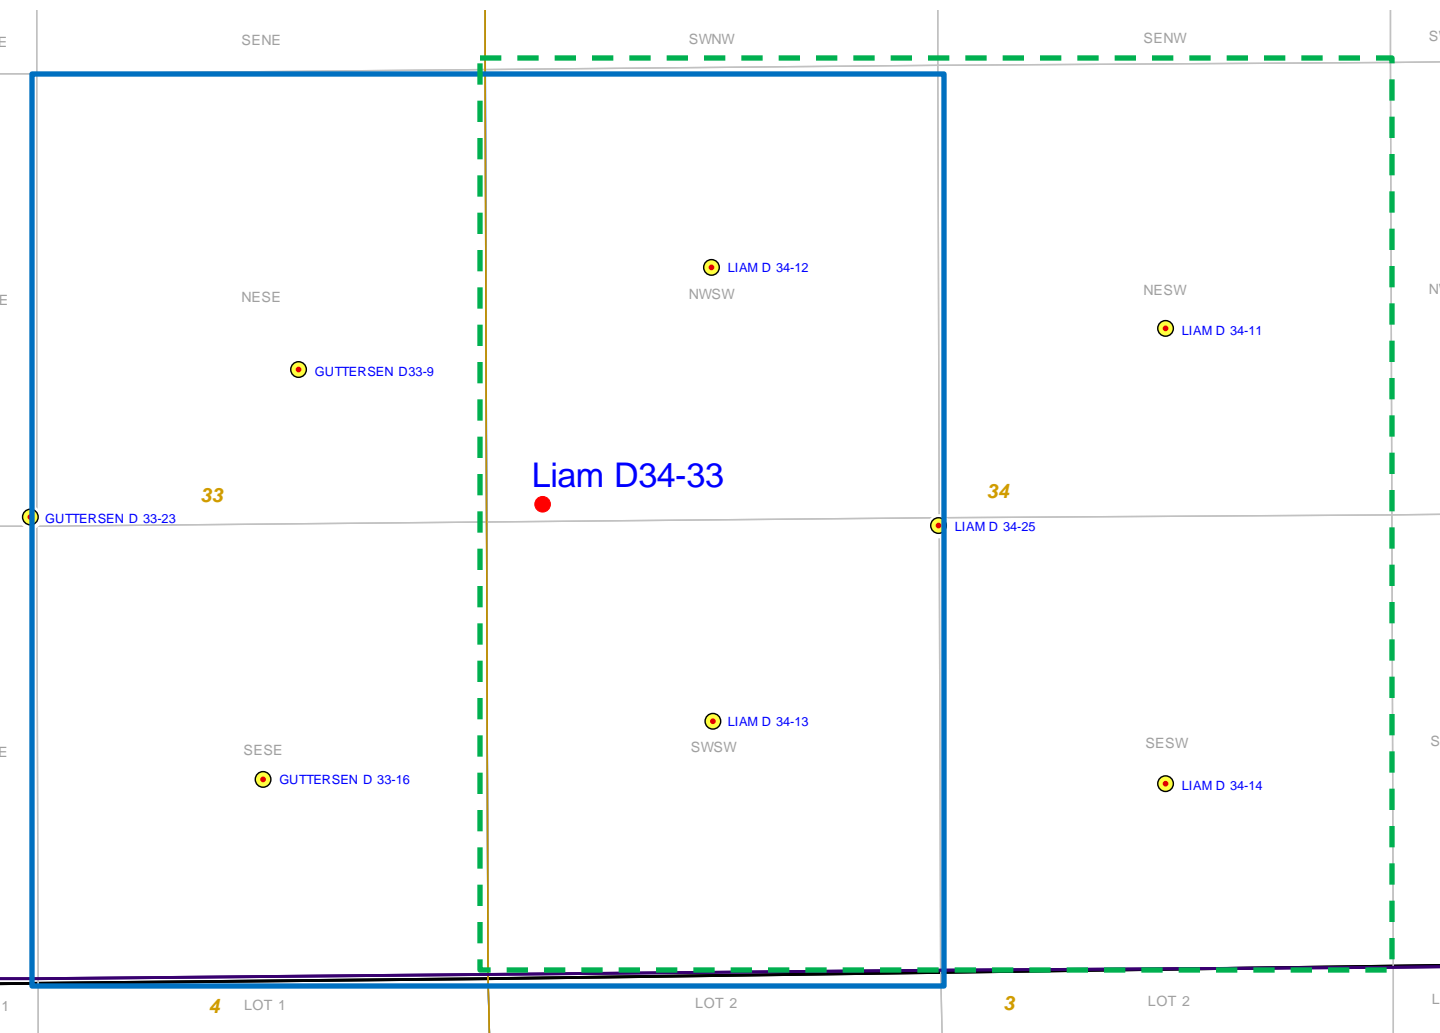 E
SENE
SWNW
SENW
S
E
NESE
NWSW
NESW
N
LIAM D 34-12
LIAM D 34-11
GUTTERSEN D33-9
Liam D34-33
33
34
GUTTERSEN D 33-23
LIAM D 34-25
E
SESE
SWSW
SESW
S
LIAM D 34-13
GUTTERSEN D 33-16
LIAM D 34-14
1
4
LOT 1
LOT 2
3
LOT 2
L